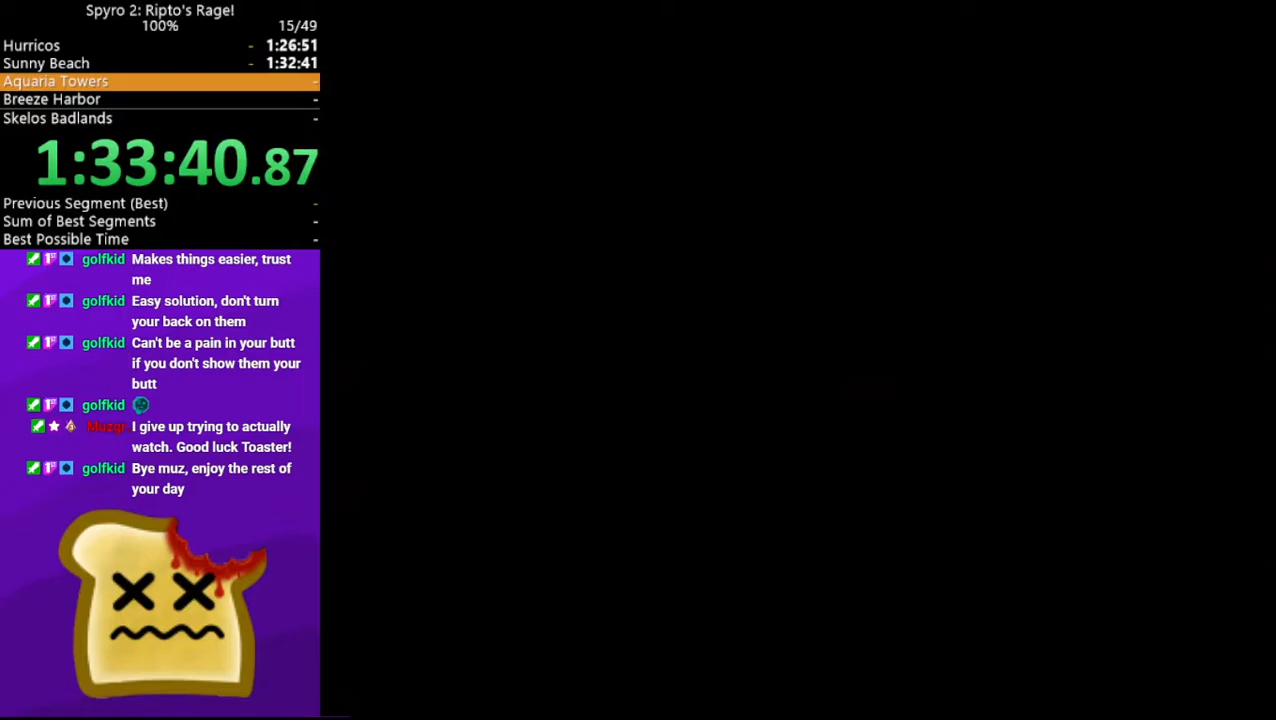 Spyro 2: Ripto's Rage!
100% 15/49
Hurricos - 1:26:51
Sunny Beach - 1:32:41
Aquaria Towers -
Breeze Harbor -
Skelos Badlands -
1:33:40.87
Previous Segment (Best) -
Sum of Best Segments -
Best Possible Time -
golfkid Makes things easier, trust
me
golfkid Easy solution, don't turn
your back on them
golfkid Can't be a pain in your butt
if you don't show them your
butt
golfkid
I give up trying to actually
watch. Good luck Toaster!
golfkid Bye muz, enjoy the rest of
your day